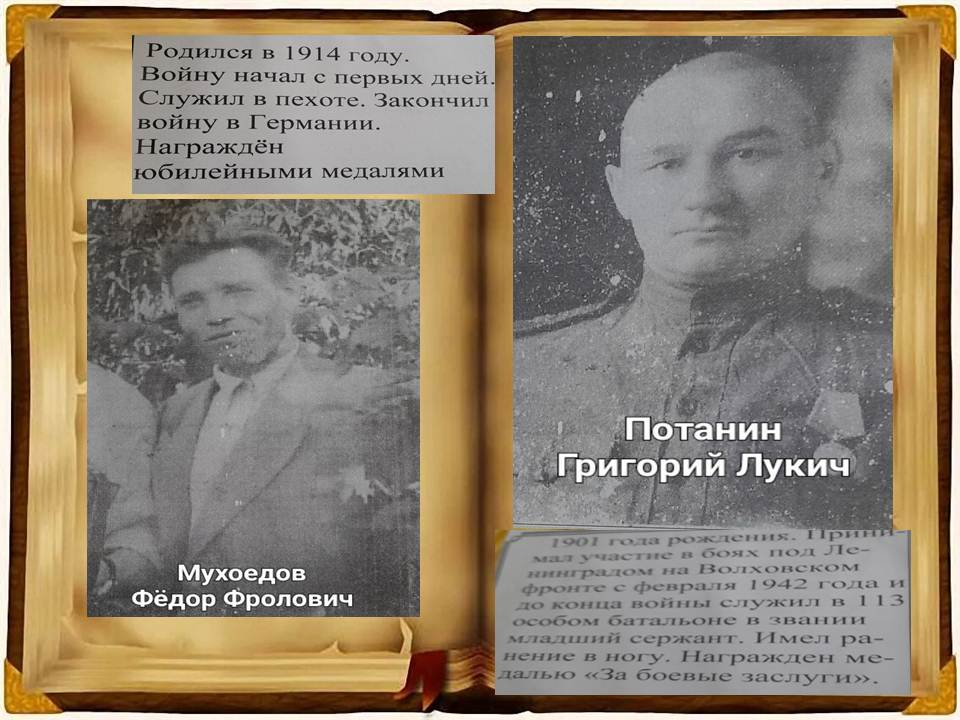 Родился в 1914 году.
Войну начал с первых дней.
Служил в пехоте. Закончил
войну в Германии.
Награждён
юбилейными медалями
Мухоедов
Фёдор Фролович
Потанин
Григорий Лукич
1901 года рождения. Прини-
мал участие в боях под Ле-
нинградом на Волховском
фронте с февраля 1942 года и
до конца войны служил в 113
особом батальоне в звании
младший сержант. Имел ра-
нение в ногу. Награжден ме-
далью «За боевые заслуги».